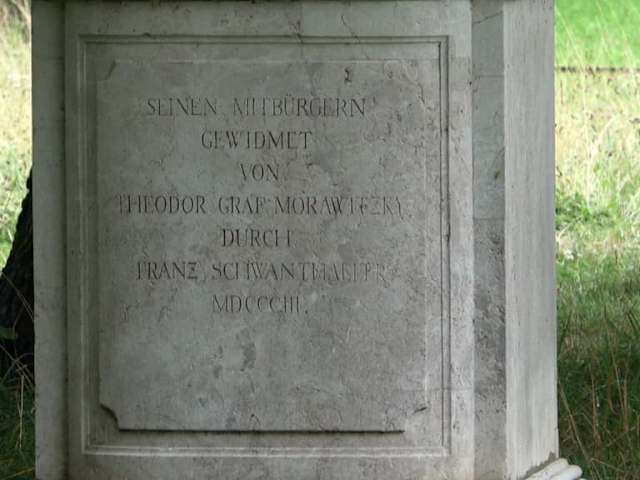 SEINEN MITBÜRGERN
GEWIDMET
VON
THEODOR GRAF MORAWITZKY
DURCH
FRANZ SCHWANTHALER
MDCCCIII.